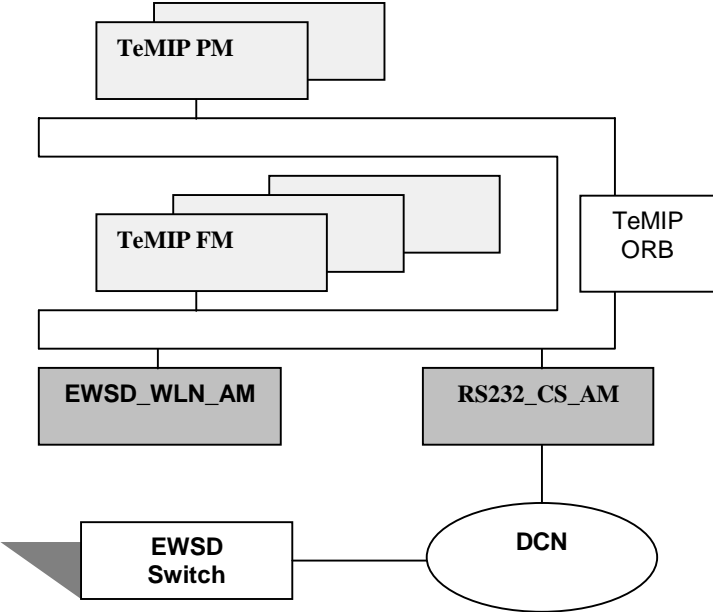 TeMIP PM
TeMIP FM
TeMIP
ORB
EWSD_WLN_AM
RS232_CS_AM
EWSD
Switch
DCN